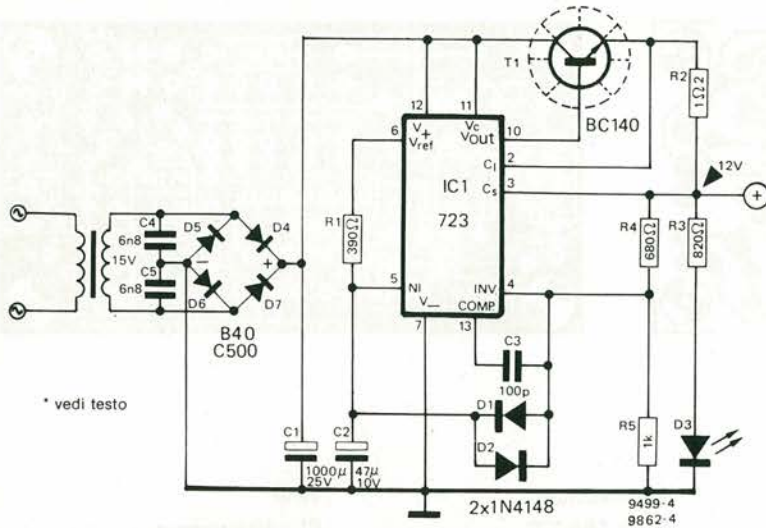 T1
BC140
R2
1Ω2
12
11
V+
Vc
6
Vref
VOut
10
CI
2
IC1
Cs
3
723
12V
+
R1
390Ω
R4
680Ω
R3
820Ω
C4
6n8
D5
D4
15V
C5
6n8
−
+
D6
D7
B40
C500
5
NI
INV
4
V−
COMP
7
13
C3
100p
* vedi testo
D1
D2
C1
1000µ
25V
C2
47µ
10V
R5
1k
D3
2x1N4148
9499-4
9862-4